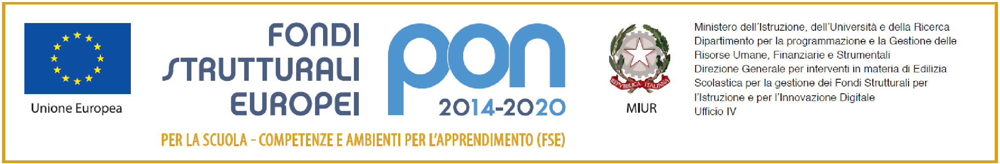 Unione Europea
FONDI
STRUTTURALI
EUROPEI
pon
2014-2020
PER LA SCUOLA - COMPETENZE E AMBIENTI PER L'APPRENDIMENTO (FSE)
REPVBBLICA ITALIANA
MIUR
Ministero dell'Istruzione, dell'Università e della Ricerca
Dipartimento per la programmazione e la Gestione delle
Risorse Umane, Finanziarie e Strumentali
Direzione Generale per interventi in materia di Edilizia
Scolastica per la gestione dei Fondi Strutturali per
l'Istruzione e per l'Innovazione Digitale
Ufficio IV